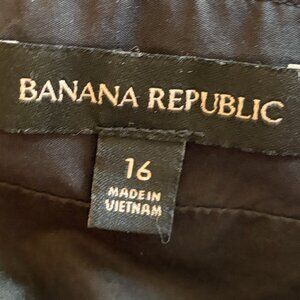 BANANA REPUBLIC
16
MADE IN
VIETNAM